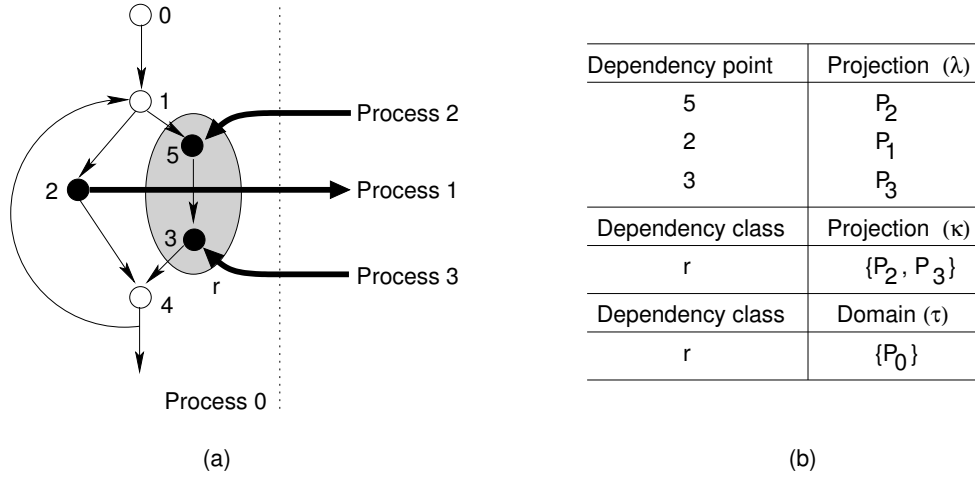 0
1
Process 2
5
2
Process 1
3
Process 3
4
r
Process 0
(a)
Dependency point Projection (λ)
5 P2
2 P1
3 P3
Dependency class Projection (κ)
r {P2 , P3}
Dependency class Domain (τ)
r {P0}
(b)